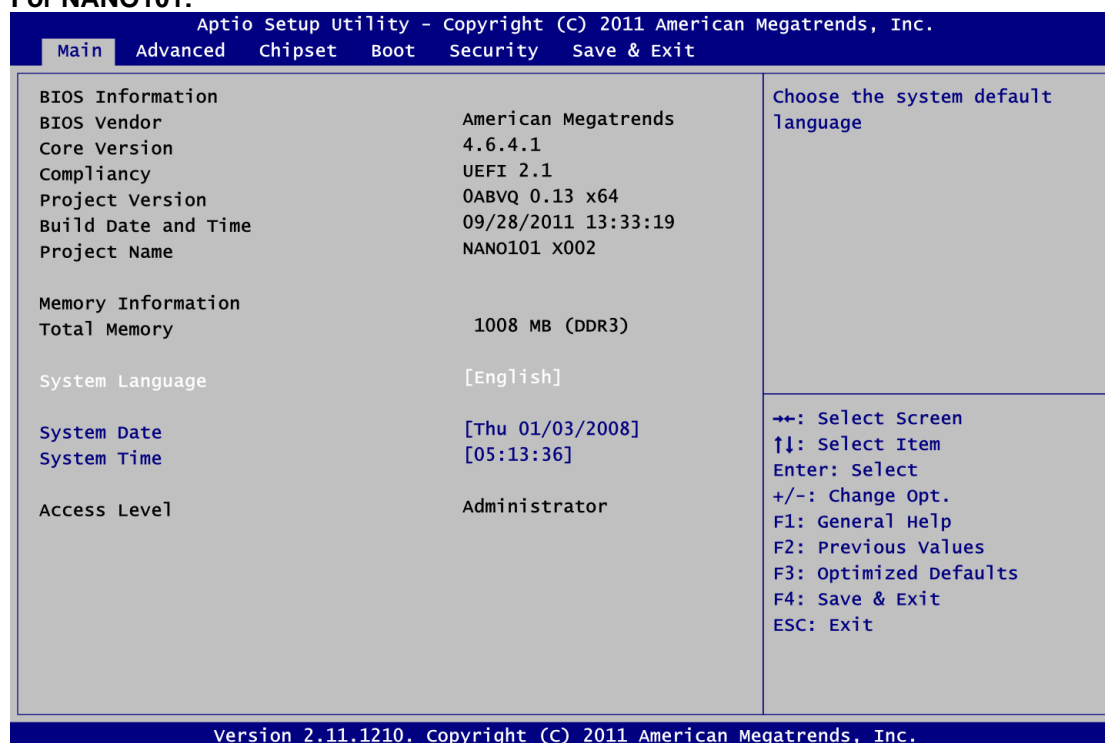 For NANO101:
Aptio Setup Utility - Copyright (C) 2011 American Megatrends, Inc.
Main Advanced Chipset Boot Security Save & Exit
BIOS Information
BIOS Vendor American Megatrends
Core Version 4.6.4.1
Compliancy UEFI 2.1
Project Version 0ABVQ 0.13 x64
Build Date and Time 09/28/2011 13:33:19
Project Name NANO101 X002
Memory Information
Total Memory 1008 MB (DDR3)
System Language [English]
System Date [Thu 01/03/2008]
System Time [05:13:36]
Access Level Administrator
Choose the system default
language
→←: Select Screen
↑↓: Select Item
Enter: Select
+/-: Change Opt.
F1: General Help
F2: Previous Values
F3: Optimized Defaults
F4: Save & Exit
ESC: Exit
Version 2.11.1210. Copyright (C) 2011 American Megatrends, Inc.